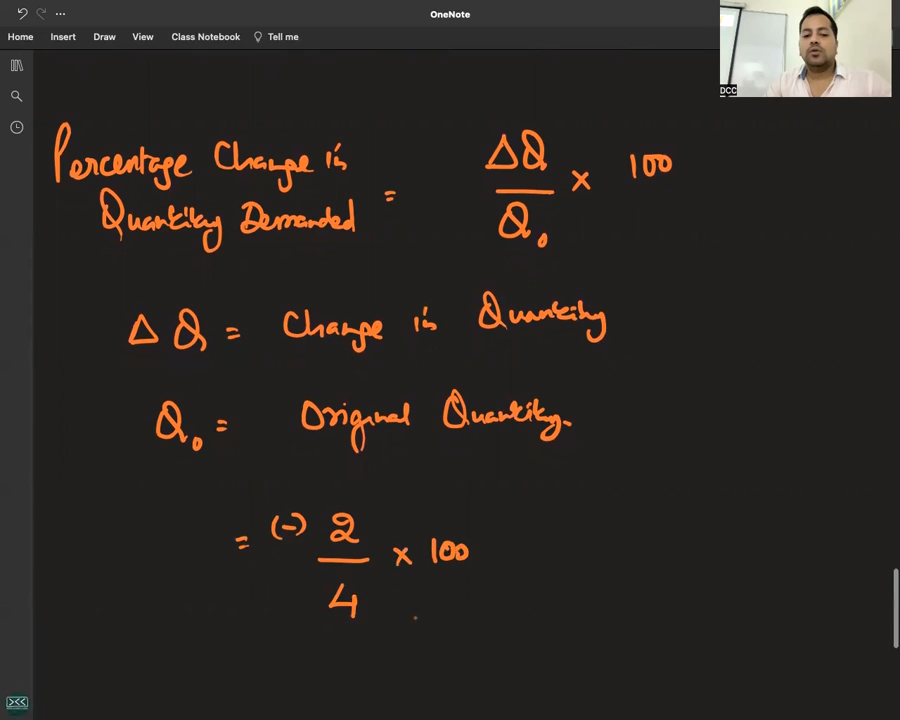 OneNote
Home Insert Draw View Class Notebook Tell me
DCC
Percentage Change in
Quantity Demanded = ΔQ/Q₀ × 100
ΔQ = Change in Quantity
Q₀ = Original Quantity.
= (-) 2/4 × 100